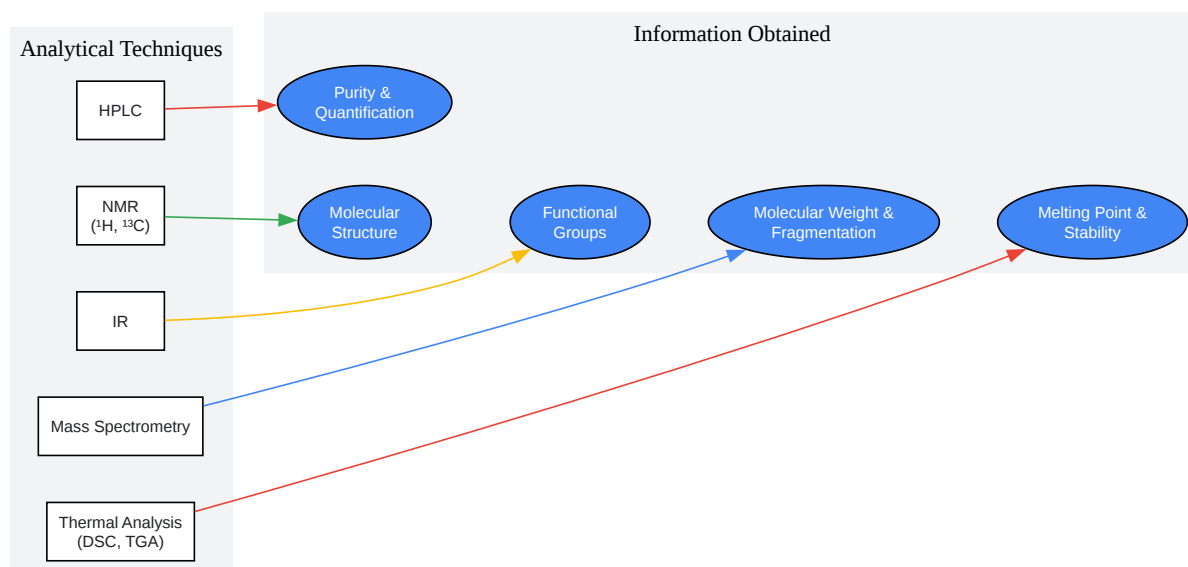 Analytical Techniques
Information Obtained
HPLC
Purity &
Quantification
NMR
(¹H, ¹³C)
Molecular
Structure
Functional
Groups
Molecular Weight &
Fragmentation
Melting Point &
Stability
IR
Mass Spectrometry
Thermal Analysis
(DSC, TGA)